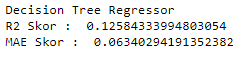 Decision Tree Regressor
R2 Skor :  0.12584333994803054
MAE Skor :  0.06340294191352382